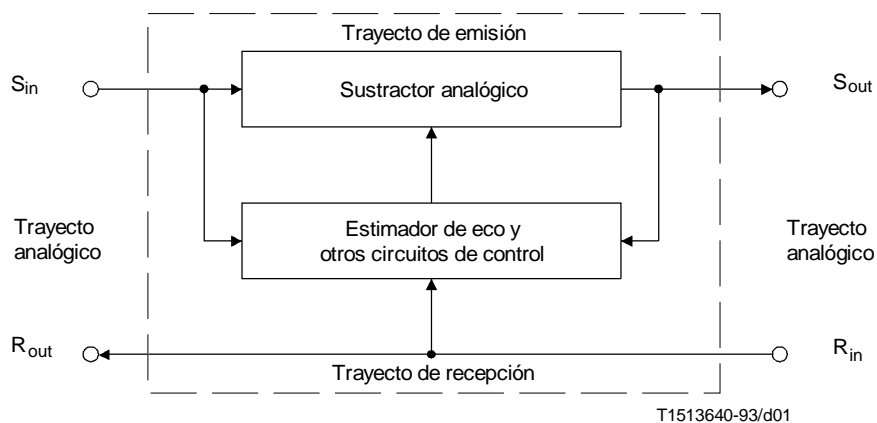 Trayecto de emisión
Sin
Sustractor analógico
Sout
Trayecto
analógico
Estimador de eco y
otros circuitos de control
Trayecto
analógico
Rout
Rin
Trayecto de recepción
T1513640-93/d01